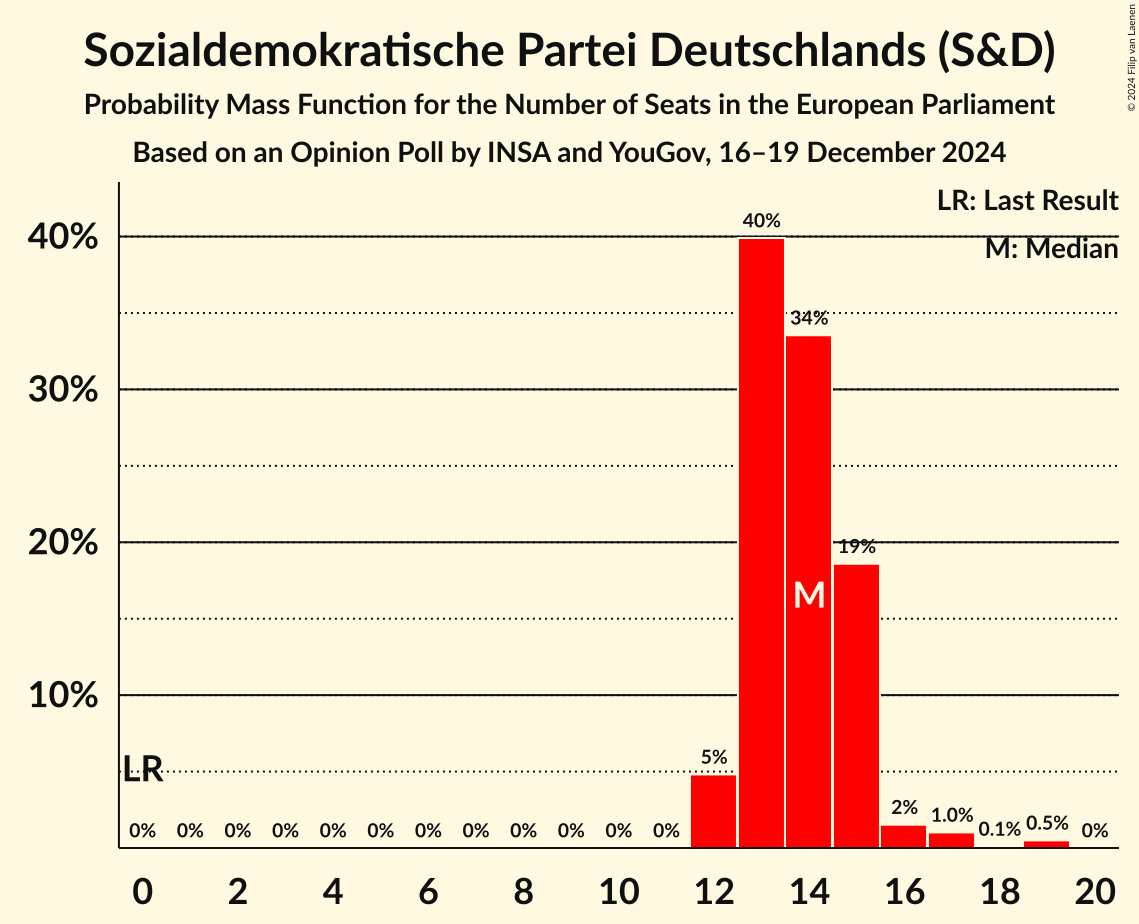 Sozialdemokratische Partei Deutschlands (S&D)
Probability Mass Function for the Number of Seats in the European Parliament
Based on an Opinion Poll by INSA and YouGov, 16–19 December 2024
© 2024 Filip van Laenen
LR: Last Result
M: Median
40%
30%
20%
10%
40%
34%
19%
M
LR
5%
2%
1.0%
0.1%
0.5%
0%
0% 0% 0% 0% 0% 0% 0% 0% 0% 0% 0% 0%
0 2 4 6 8 10 12 14 16 18 20